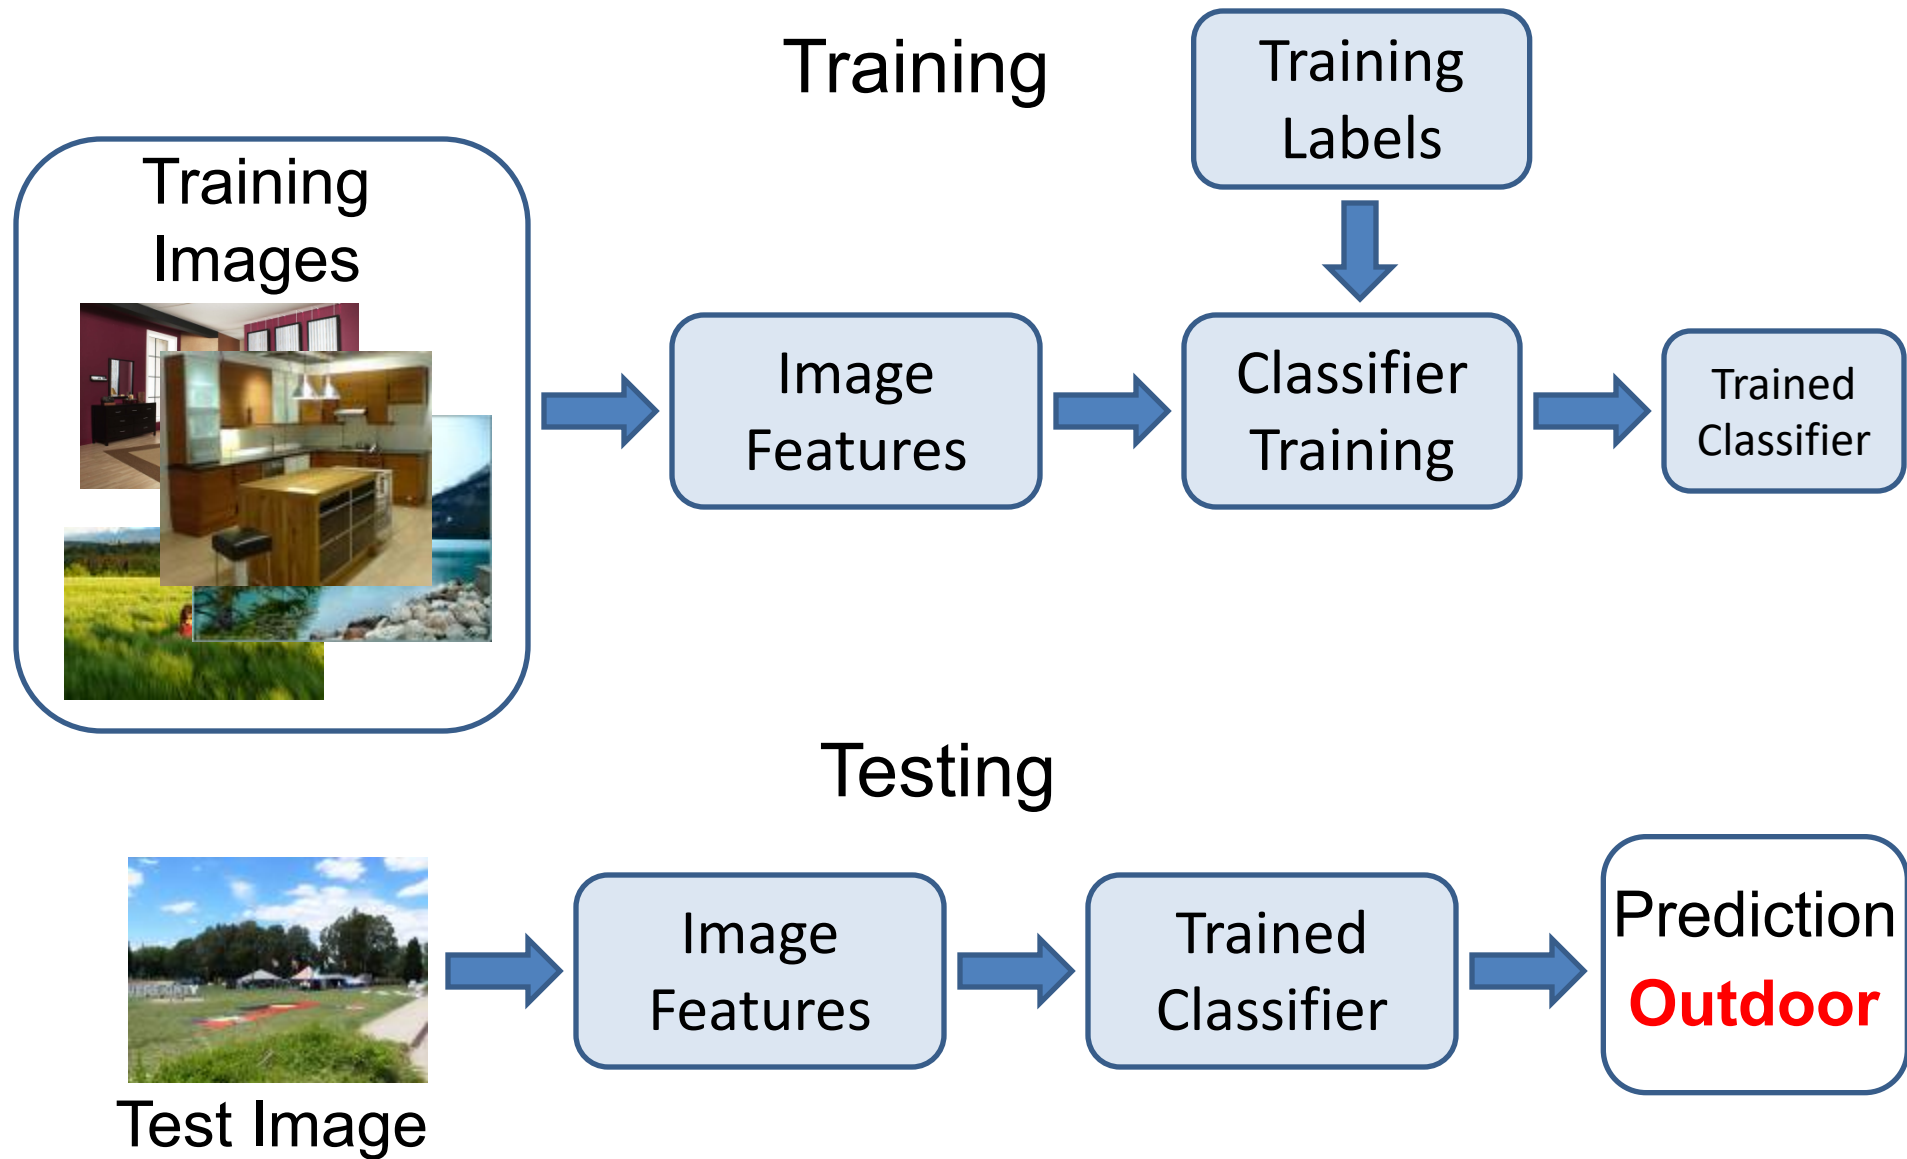 Training
Training
Labels
Training
Images
Image
Features
Classifier
Training
Trained
Classifier
Testing
Test Image
Image
Features
Trained
Classifier
Prediction
Outdoor